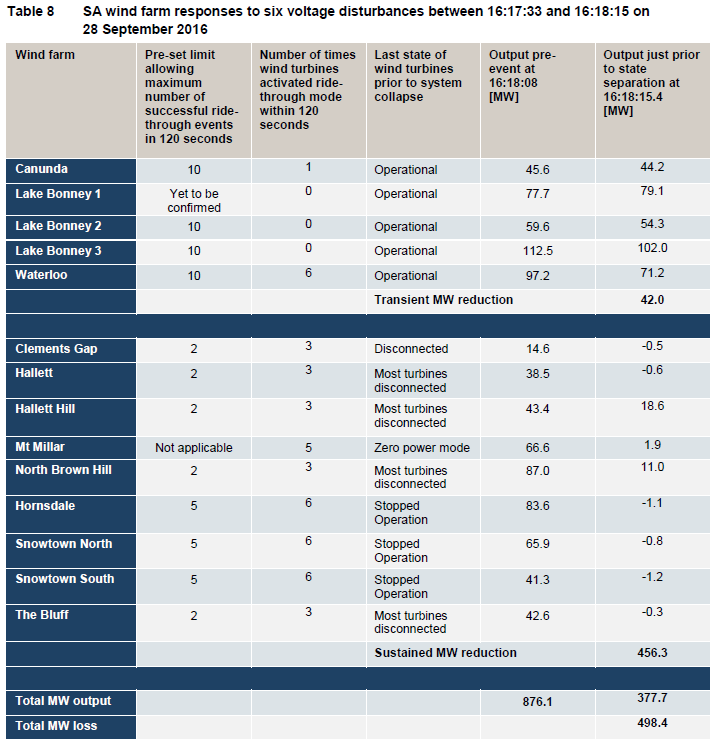 Table 8 SA wind farm responses to six voltage disturbances between 16:17:33 and 16:18:15 on
28 September 2016
Wind farm
Pre-set limit
allowing
maximum
number of
successful ride-
through events
in 120 seconds
Number of times
wind turbines
activated ride-
through mode
within 120
seconds
Last state of
wind turbines
prior to system
collapse
Output pre-
event at
16:18:08
[MW]
Output just prior
to state
separation at
16:18:15.4
[MW]
Canunda 10 1 Operational 45.6 44.2
Lake Bonney 1 Yet to be 0 Operational 77.7 79.1
confirmed
Lake Bonney 2 10 0 Operational 59.6 54.3
Lake Bonney 3 10 0 Operational 112.5 102.0
Waterloo 10 6 Operational 97.2 71.2
Transient MW reduction 42.0
Clements Gap 2 3 Disconnected 14.6 -0.5
Hallett 2 3 Most turbines 38.5 -0.6
disconnected
Hallett Hill 2 3 Most turbines 43.4 18.6
disconnected
Mt Millar Not applicable 5 Zero power mode 66.6 1.9
North Brown Hill 2 3 Most turbines 87.0 11.0
disconnected
Hornsdale 5 6 Stopped 83.6 -1.1
Operation
Snowtown North 5 6 Stopped 65.9 -0.8
Operation
Snowtown South 5 6 Stopped 41.3 -1.2
Operation
The Bluff 2 3 Most turbines 42.6 -0.3
disconnected
Sustained MW reduction 456.3
Total MW output 876.1 377.7
Total MW loss 498.4